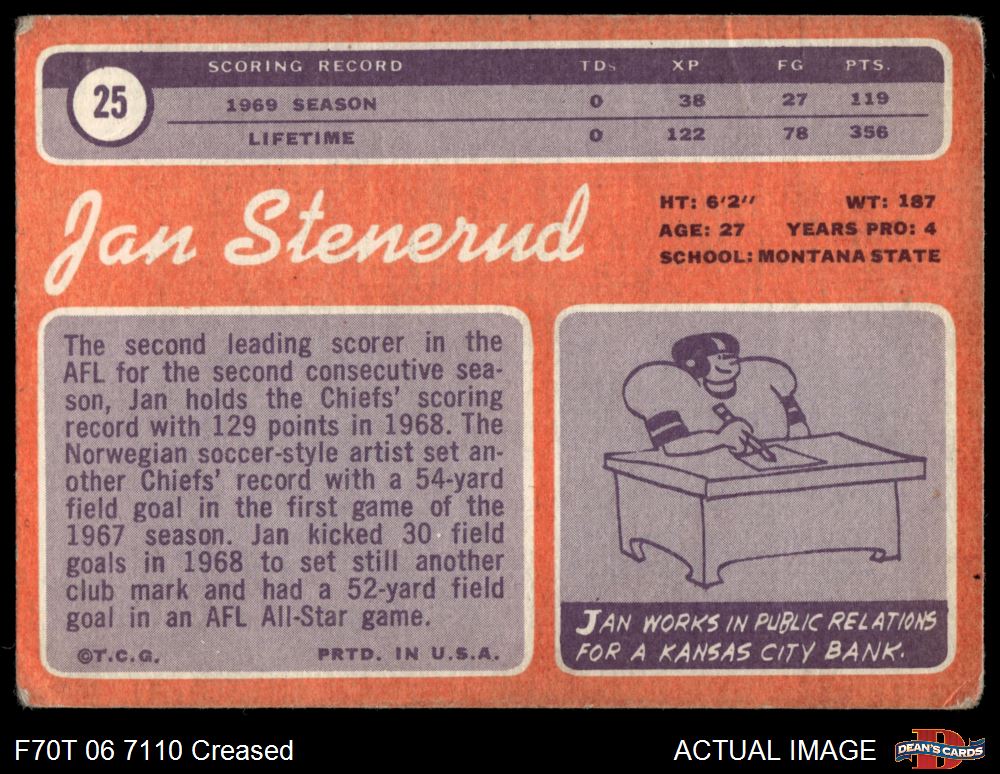 25
SCORING RECORD TDs XP FG PTS.
1969 SEASON 0 38 27 119
LIFETIME 0 122 78 356
Jan Stenerud
HT: 6'2" WT: 187
AGE: 27 YEARS PRO: 4
SCHOOL: MONTANA STATE
The second leading scorer in the
AFL for the second consecutive sea-
son, Jan holds the Chiefs' scoring
record with 129 points in 1968. The
Norwegian soccer-style artist set an-
other Chiefs' record with a 54-yard
field goal in the first game of the
1967 season. Jan kicked 30 field
goals in 1968 to set still another
club mark and had a 52-yard field
goal in an AFL All-Star game.
©T.C.G. PRTD. IN U.S.A.
JAN WORKS IN PUBLIC RELATIONS
FOR A KANSAS CITY BANK.
F70T 06 7110 Creased
ACTUAL IMAGE
D
DEAN'S CARDS